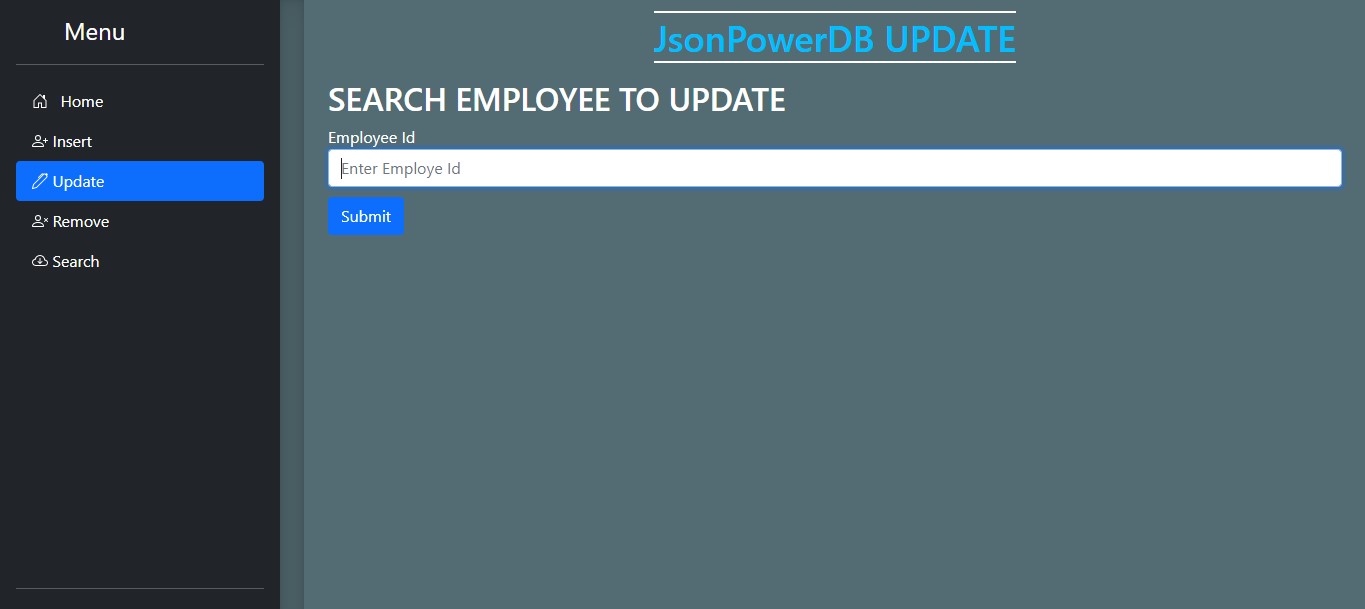 Menu
Home
Insert
Update
Remove
Search
JsonPowerDB UPDATE
SEARCH EMPLOYEE TO UPDATE
Employee Id
Enter Employe Id
Submit